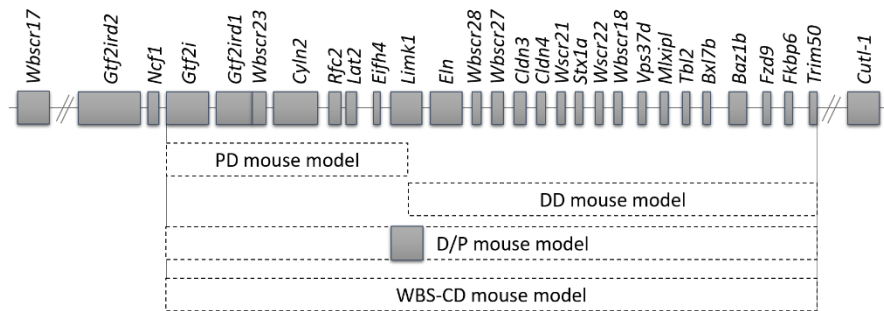 Wbscr17
Gtf2ird2
Ncf1
Gtf2i
Gtf2ird1
Wbscr23
Cyln2
Rfc2
Lat2
Eifh4
Limk1
Eln
Wbscr28
Wbscr27
Cldn3
Cldn4
Wscr21
Stx1a
Wscr22
Wbscr18
Vps37d
Mlxipl
Tbl2
Bxl7b
Baz1b
Fzd9
Fkbp6
Trim50
Cutl-1
PD mouse model
DD mouse model
D/P mouse model
WBS-CD mouse model